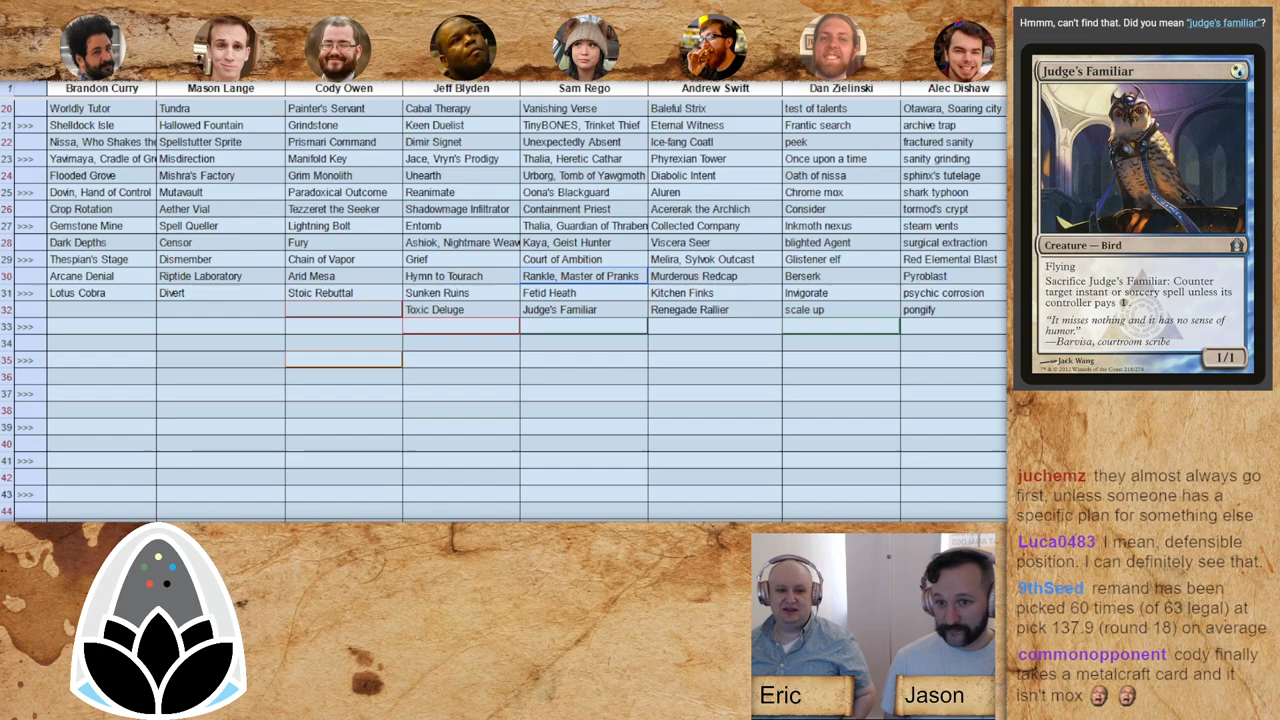 Hmmm, can't find that. Did you mean "judge's familiar"?
1 Brandon Curry Mason Lange Cody Owen Jeff Blyden Sam Rego Andrew Swift Dan Zielinski Alec Dishaw
20 Worldly Tutor Tundra Painter's Servant Cabal Therapy Vanishing Verse Baleful Strix test of talents Otawara, Soaring city
21 >>> Shelldock Isle Hallowed Fountain Grindstone Keen Duelist TinyBONES, Trinket Thief Eternal Witness Frantic search archive trap
22 Nissa, Who Shakes the Spellstutter Sprite Prismari Command Dimir Signet Unexpectedly Absent Ice-fang Coatl peek fractured sanity
23 >>> Yavimaya, Cradle of Gr Misdirection Manifold Key Jace, Vryn's Prodigy Thalia, Heretic Cathar Phyrexian Tower Once upon a time sanity grinding
24 Flooded Grove Mishra's Factory Grim Monolith Unearth Urborg, Tomb of Yawgmoth Diabolic Intent Oath of nissa sphinx's tutelage
25 >>> Dovin, Hand of Control Mutavault Paradoxical Outcome Reanimate Oona's Blackguard Aluren Chrome mox shark typhoon
26 Crop Rotation Aether Vial Tezzeret the Seeker Shadowmage Infiltrator Containment Priest Acererak the Archlich Consider tormod's crypt
27 >>> Gemstone Mine Spell Queller Lightning Bolt Entomb Thalia, Guardian of Thraben Collected Company Inkmoth nexus steam vents
28 Dark Depths Censor Fury Ashiok, Nightmare Weav Kaya, Geist Hunter Viscera Seer blighted Agent surgical extraction
29 >>> Thespian's Stage Dismember Chain of Vapor Grief Court of Ambition Melira, Sylvok Outcast Glistener elf Red Elemental Blast
30 Arcane Denial Riptide Laboratory Arid Mesa Hymn to Tourach Rankle, Master of Pranks Murderous Redcap Berserk Pyroblast
31 >>> Lotus Cobra Divert Stoic Rebuttal Sunken Ruins Fetid Heath Kitchen Finks Invigorate psychic corrosion
32 Toxic Deluge Judge's Familiar Renegade Rallier scale up pongify
33 >>>
34
35 >>>
36
37 >>>
38
39 >>>
40
41 >>>
42
43 >>>
44
Judge's Familiar
Creature — Bird
Flying
Sacrifice Judge's Familiar: Counter
target instant or sorcery spell unless its
controller pays 1.
"It misses nothing and it has no sense of
humor."
—Barvisa, courtroom scribe
1/1
Jack Wang
juchemz they almost always go
first, unless someone has a
specific plan for something else
Luca0483 I mean, defensible
position. I can definitely see that.
9thSeed remand has been
picked 60 times (of 63 legal) at
pick 137.9 (round 18) on average
commonopponent cody finally
takes a metalcraft card and it
isn't mox
Eric
Jason